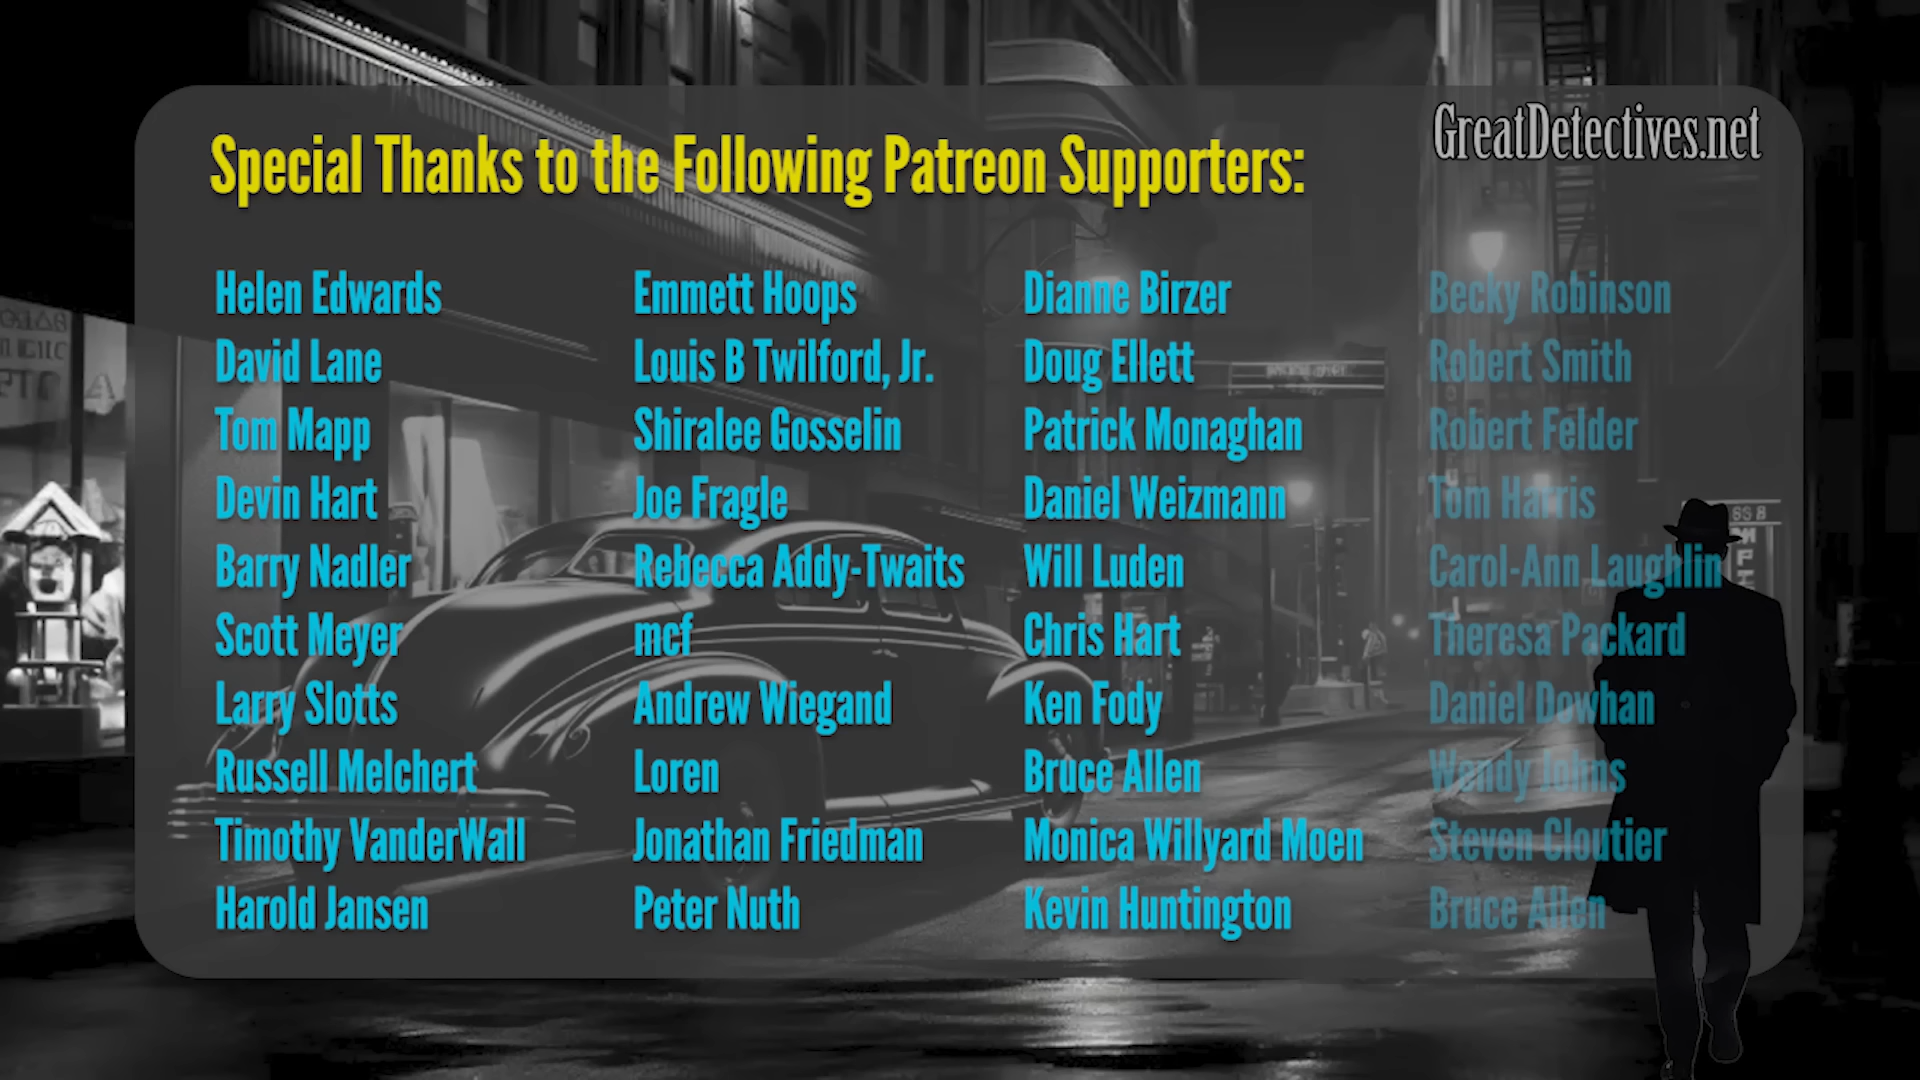 GreatDetectives.net
Special Thanks to the Following Patreon Supporters:
Helen Edwards
David Lane
Tom Mapp
Devin Hart
Barry Nadler
Scott Meyer
Larry Slotts
Russell Melchert
Timothy VanderWall
Harold Jansen
Emmett Hoops
Louis B Twilford, Jr.
Shiralee Gosselin
Joe Fragle
Rebecca Addy-Twaits
mcf
Andrew Wiegand
Loren
Jonathan Friedman
Peter Nuth
Dianne Birzer
Doug Ellett
Patrick Monaghan
Daniel Weizmann
Will Luden
Chris Hart
Ken Fody
Bruce Allen
Monica Willyard Moen
Kevin Huntington
Becky Robinson
Robert Smith
Robert Felder
Tom Harris
Carol-Ann Laughlin
Theresa Packard
Daniel Dowhan
Wendy Johns
Steven Cloutier
Bruce Allen